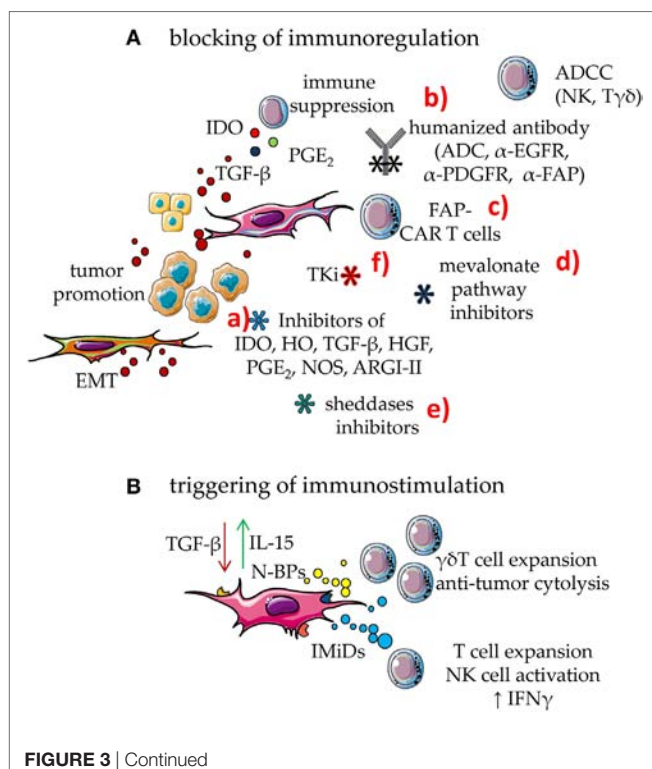 A blocking of immunoregulation
immune
suppression
b)
ADCC
(NK, Tγδ)
IDO
PGE₂
TGF-β
humanized antibody
(ADC, α-EGFR,
α-PDGFR, α-FAP)
FAP-
CAR T cells
c)
tumor
promotion
TKi
f)
mevalonate
pathway
inhibitors
d)
a)
Inhibitors of
IDO, HO, TGF-β, HGF,
PGE₂, NOS, ARGI-II
EMT
sheddases
inhibitors
e)
B triggering of immunostimulation
TGF-β
IL-15
N-BPs
γδT cell expansion
anti-tumor cytolysis
IMiDs
T cell expansion
NK cell activation
↑ IFNγ
FIGURE 3 | Continued